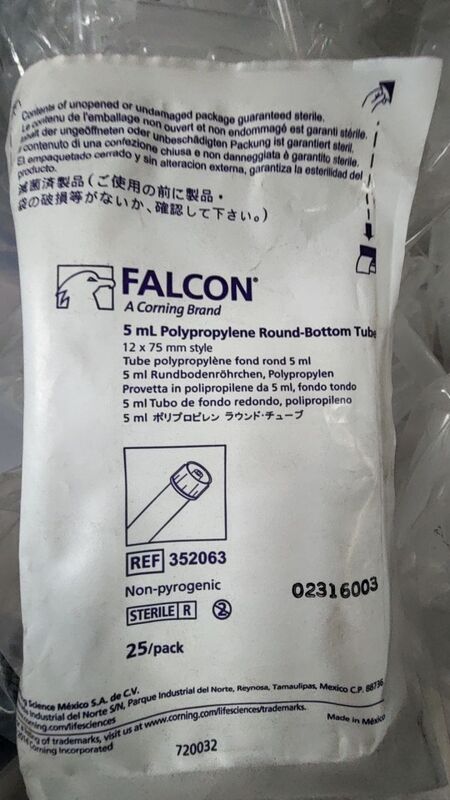 Contents of unopened or undamaged package guaranteed sterile.
Le contenu de l'emballage non ouvert et non endommagé est garanti stérile.
Inhalt der ungeöffneten oder unbeschädigten Packung ist garantiert steril.
Il contenuto di una confezione chiusa e non danneggiata è garantito sterile.
El empaquetado cerrado y sin alteracion externa, garantiza la esterilidad del
producto.
滅菌済製品(ご使用の前に製品・
袋の破損等がないか、確認して下さい。)
FALCON®
A Corning Brand
5 mL Polypropylene Round-Bottom Tube
12 x 75 mm style
Tube polypropylène fond rond 5 ml
5 ml Rundbodenröhrchen, Polypropylen
Provetta in polipropilene da 5 ml, fondo tondo
5 ml Tubo de fondo redondo, polipropileno
5 ml ポリプロピレン ラウンド・チューブ
REF 352063
Non-pyrogenic
02316003
STERILE R 2
25/pack
Science México S.A. de C.V.
Industrial del Norte S/N, Parque Industrial del Norte, Reynosa, Tamaulipas, Mexico C.P. 88736
.corning.com/lifesciences
of trademarks, visit us at www.corning.com/lifesciences/trademarks.
Corning Incorporated
Made in México
720032